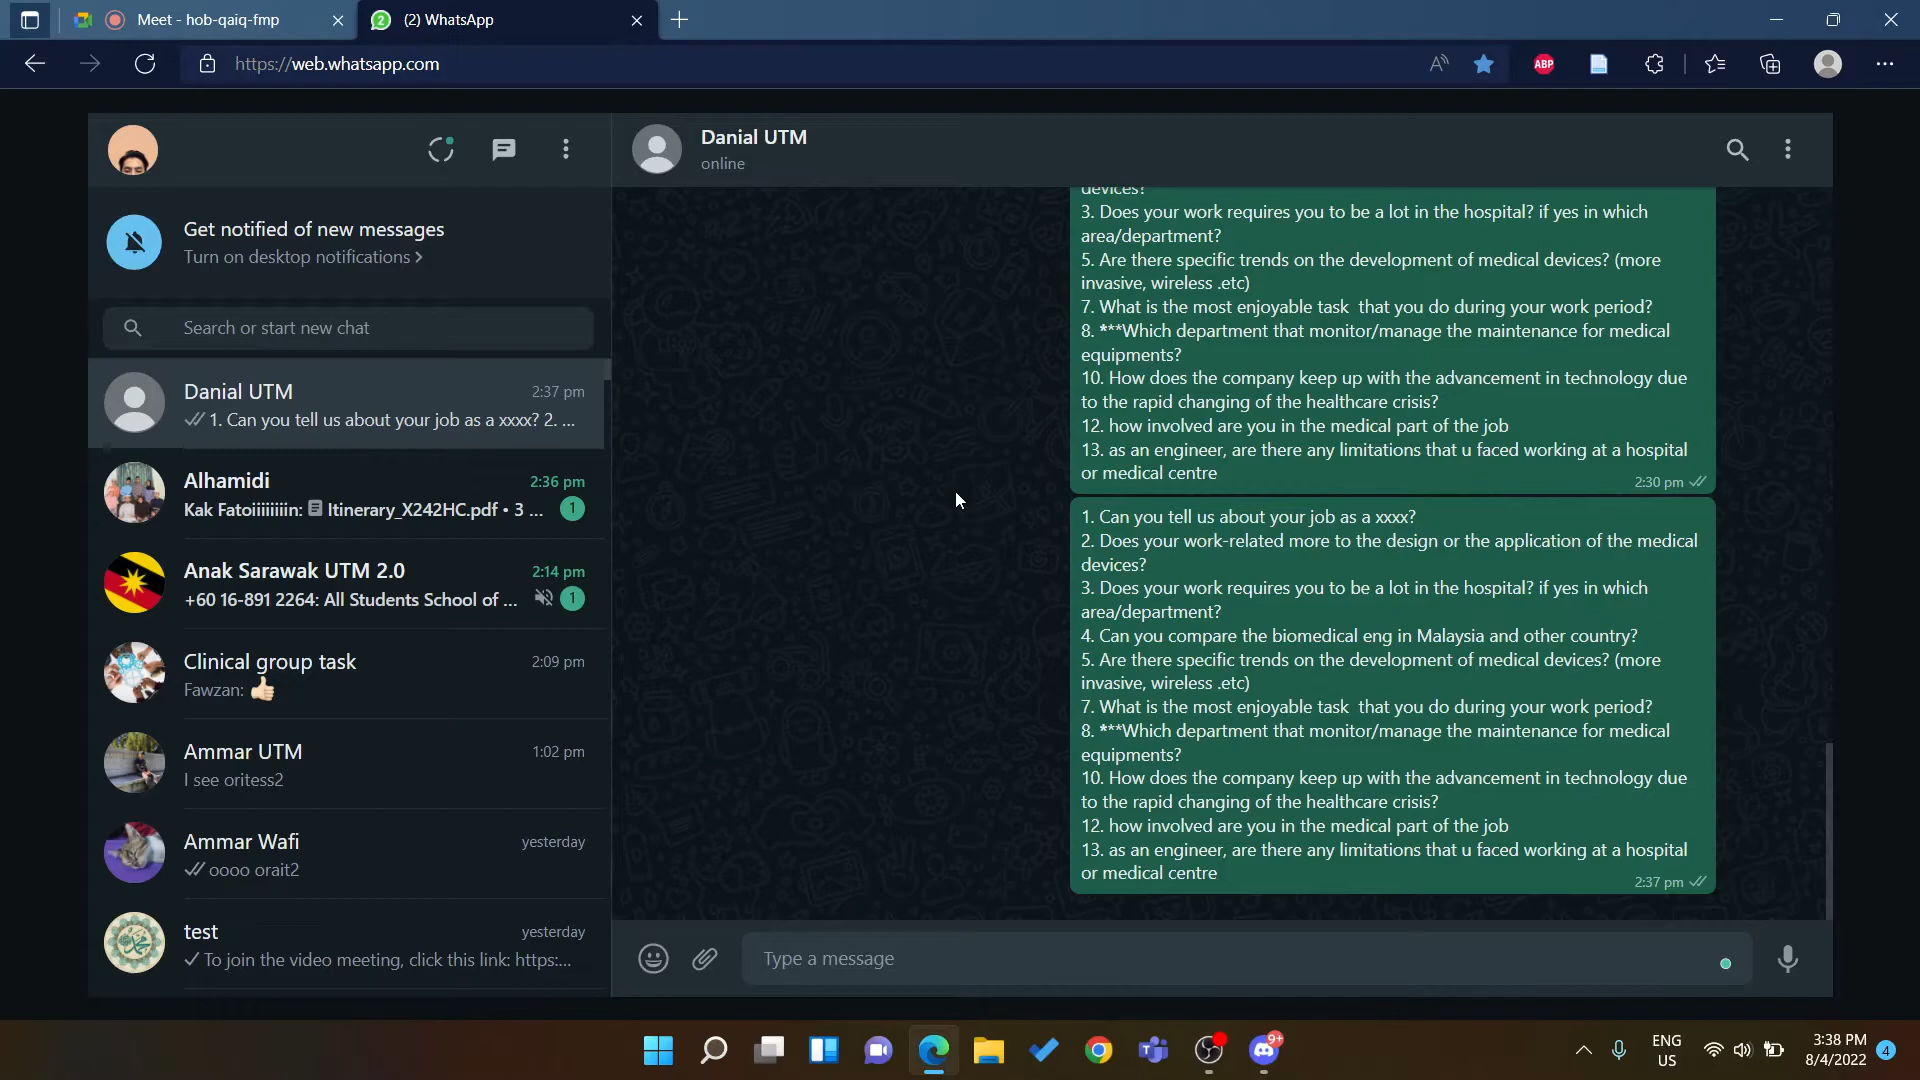 Meet - hob-qaiq-fmp
2
(2) WhatsApp
https://web.whatsapp.com
ABP
Danial UTM
online
Get notified of new messages
Turn on desktop notifications >
Search or start new chat
Danial UTM
2:37 pm
1. Can you tell us about your job as a xxxx? 2. ...
Alhamidi
2:36 pm
Kak Fatoiiiiiiiin: Itinerary_X242HC.pdf • 3 ...
1
Anak Sarawak UTM 2.0
2:14 pm
+60 16-891 2264: All Students School of ...
1
Clinical group task
2:09 pm
Fawzan: 👍🏻
Ammar UTM
1:02 pm
I see oritess2
Ammar Wafi
yesterday
oooo orait2
test
yesterday
To join the video meeting, click this link: https:...
devices?
3. Does your work requires you to be a lot in the hospital? if yes in which
area/department?
5. Are there specific trends on the development of medical devices? (more
invasive, wireless .etc)
7. What is the most enjoyable task  that you do during your work period?
8. ***Which department that monitor/manage the maintenance for medical
equipments?
10. How does the company keep up with the advancement in technology due
to the rapid changing of the healthcare crisis?
12. how involved are you in the medical part of the job
13. as an engineer, are there any limitations that u faced working at a hospital
or medical centre
2:30 pm
1. Can you tell us about your job as a xxxx?
2. Does your work-related more to the design or the application of the medical
devices?
3. Does your work requires you to be a lot in the hospital? if yes in which
area/department?
4. Can you compare the biomedical eng in Malaysia and other country?
5. Are there specific trends on the development of medical devices? (more
invasive, wireless .etc)
7. What is the most enjoyable task  that you do during your work period?
8. ***Which department that monitor/manage the maintenance for medical
equipments?
10. How does the company keep up with the advancement in technology due
to the rapid changing of the healthcare crisis?
12. how involved are you in the medical part of the job
13. as an engineer, are there any limitations that u faced working at a hospital
or medical centre
2:37 pm
Type a message
9+
ENG
US
3:38 PM
8/4/2022
4